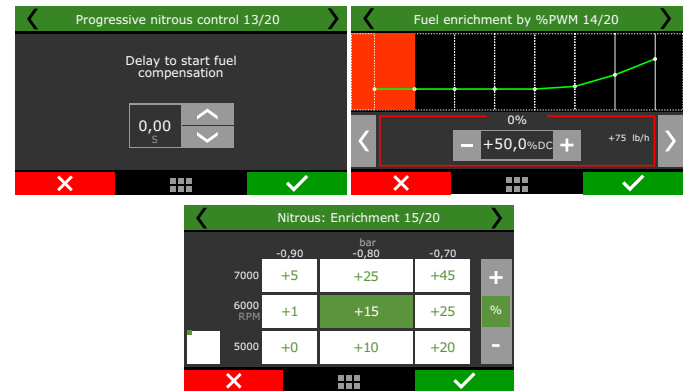 Progressive nitrous control 13/20
Delay to start fuel
compensation
0,00
S
Fuel enrichment by %PWM 14/20
0%
- +50,0%DC +
+75 lb/h
Nitrous: Enrichment 15/20
bar
-0,90 -0,80 -0,70
7000 +5 +25 +45 +
6000 +1 +15 +25 %
RPM
5000 +0 +10 +20 -